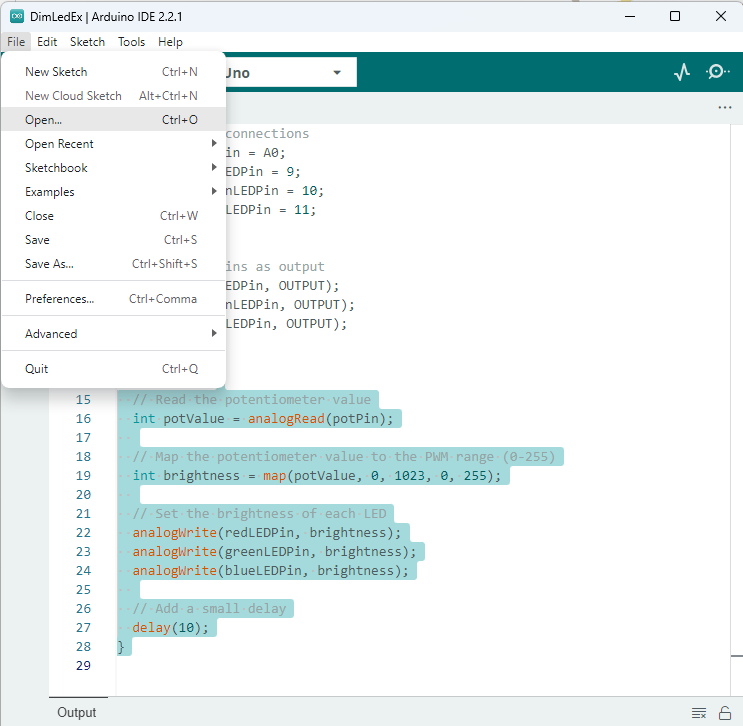 DimLedEx | Arduino IDE 2.2.1
File Edit Sketch Tools Help
New Sketch Ctrl+N
New Cloud Sketch Alt+Ctrl+N
Open... Ctrl+O
Open Recent
Sketchbook
Examples
Close Ctrl+W
Save Ctrl+S
Save As... Ctrl+Shift+S
Preferences... Ctrl+Comma
Advanced
Quit Ctrl+Q
Uno
connections
in = A0;
EDPin = 9;
nLEDPin = 10;
LEDPin = 11;
ins as output
EDPin, OUTPUT);
nLEDPin, OUTPUT);
LEDPin, OUTPUT);
15 // Read the potentiometer value
16 int potValue = analogRead(potPin);
17
18 // Map the potentiometer value to the PWM range (0-255)
19 int brightness = map(potValue, 0, 1023, 0, 255);
20
21 // Set the brightness of each LED
22 analogWrite(redLEDPin, brightness);
23 analogWrite(greenLEDPin, brightness);
24 analogWrite(blueLEDPin, brightness);
25
26 // Add a small delay
27 delay(10);
28 }
29
Output